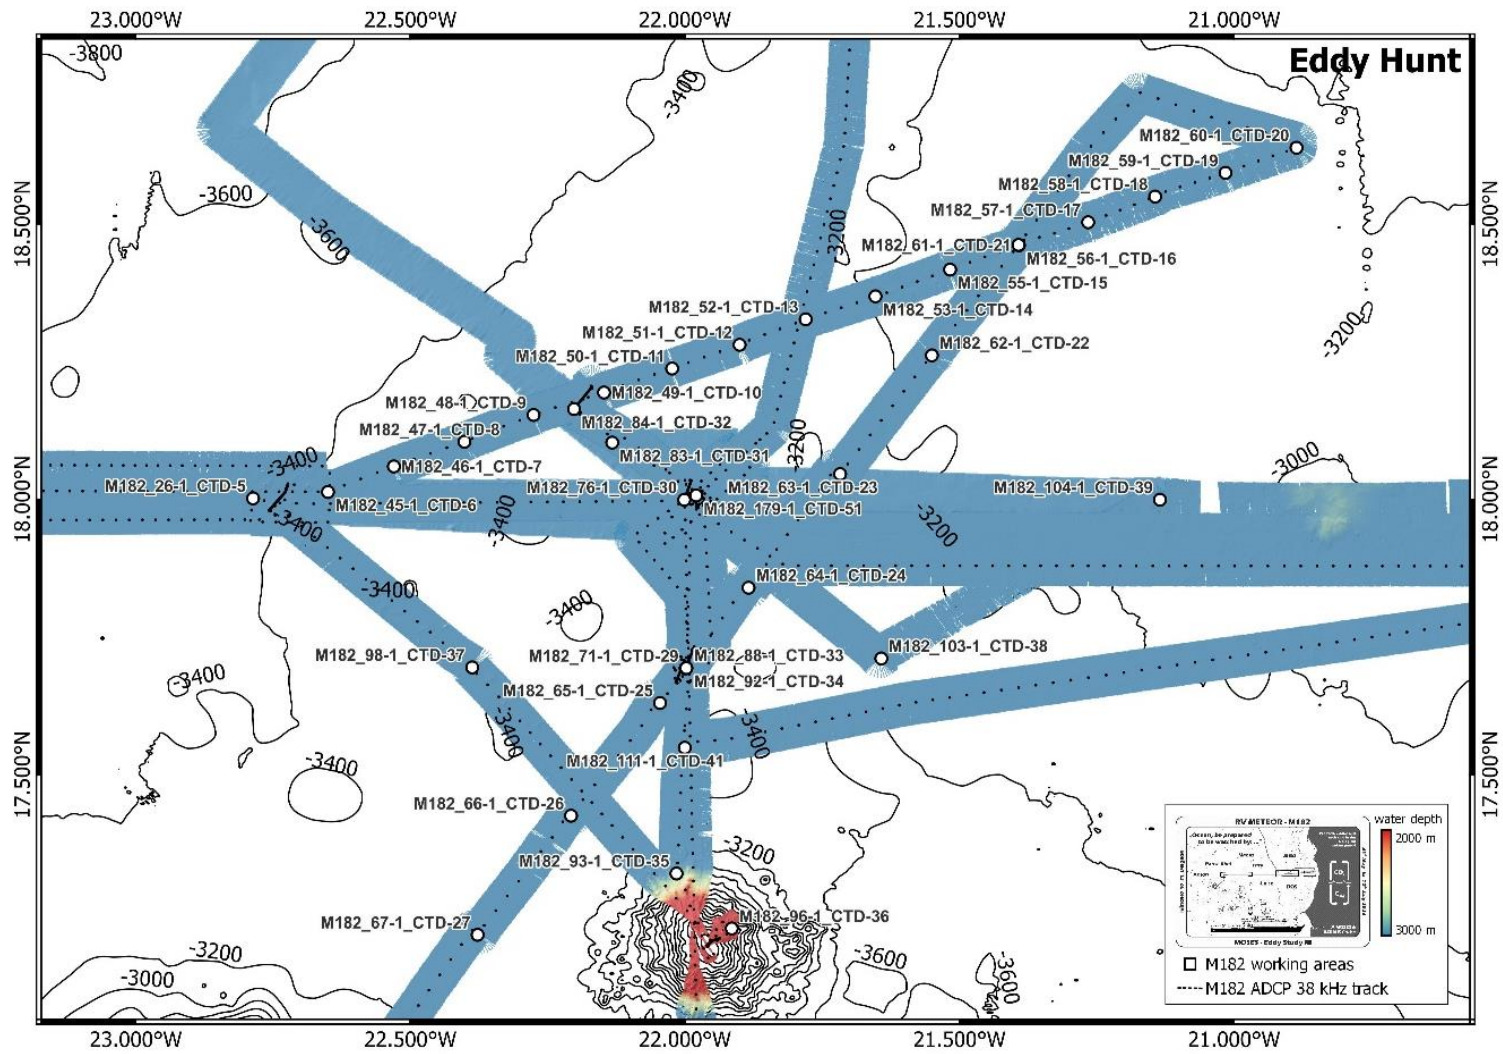 23.000°W 22.500°W 22.000°W 21.500°W 21.000°W
Eddy Hunt
-3800
-3400
M182_60-1_CTD-20
M182_59-1_CTD-19
M182_58-1_CTD-18
-3600
M182_57-1_CTD-17
18.500°N
18.500°N
-3600
3200
M182_61-1_CTD-21
M182_56-1_CTD-16
M182_55-1_CTD-15
M182_52-1_CTD-13
M182_53-1_CTD-14
M182_51-1_CTD-12
M182_62-1_CTD-22
-3200
M182_50-1_CTD-11
M182_49-1_CTD-10
M182_48-1_CTD-9
M182_84-1_CTD-32
M182_47-1_CTD-8
-3200
M182_83-1_CTD-31
-3400
M182_46-1_CTD-7
-3000
M182_26-1_CTD-5
M182_76-1_CTD-30
M182_63-1_CTD-23
M182_104-1_CTD-39
18.000°N
18.000°N
M182_45-1_CTD-6
M182_179-1_CTD-51
-3400
-3400
-3200
M182_64-1_CTD-24
-3400
-3400
M182_103-1_CTD-38
M182_98-1_CTD-37
M182_71-1_CTD-29
M182_88-1_CTD-33
-3400
M182_92-1_CTD-34
M182_65-1_CTD-25
-3400
-3400
-3400
M182_111-1_CTD-41
17.500°N
17.500°N
M182_66-1_CTD-26
water depth
RV METEOR - M182
2000 m
-3200
M182_93-1_CTD-35
M182_67-1_CTD-27
M182_96-1_CTD-36
3000 m
MOSES - Eddy Study
-3200
-3600
-3600
M182 working areas
-3000
M182 ADCP 38 kHz track
23.000°W 22.500°W 22.000°W 21.500°W 21.000°W